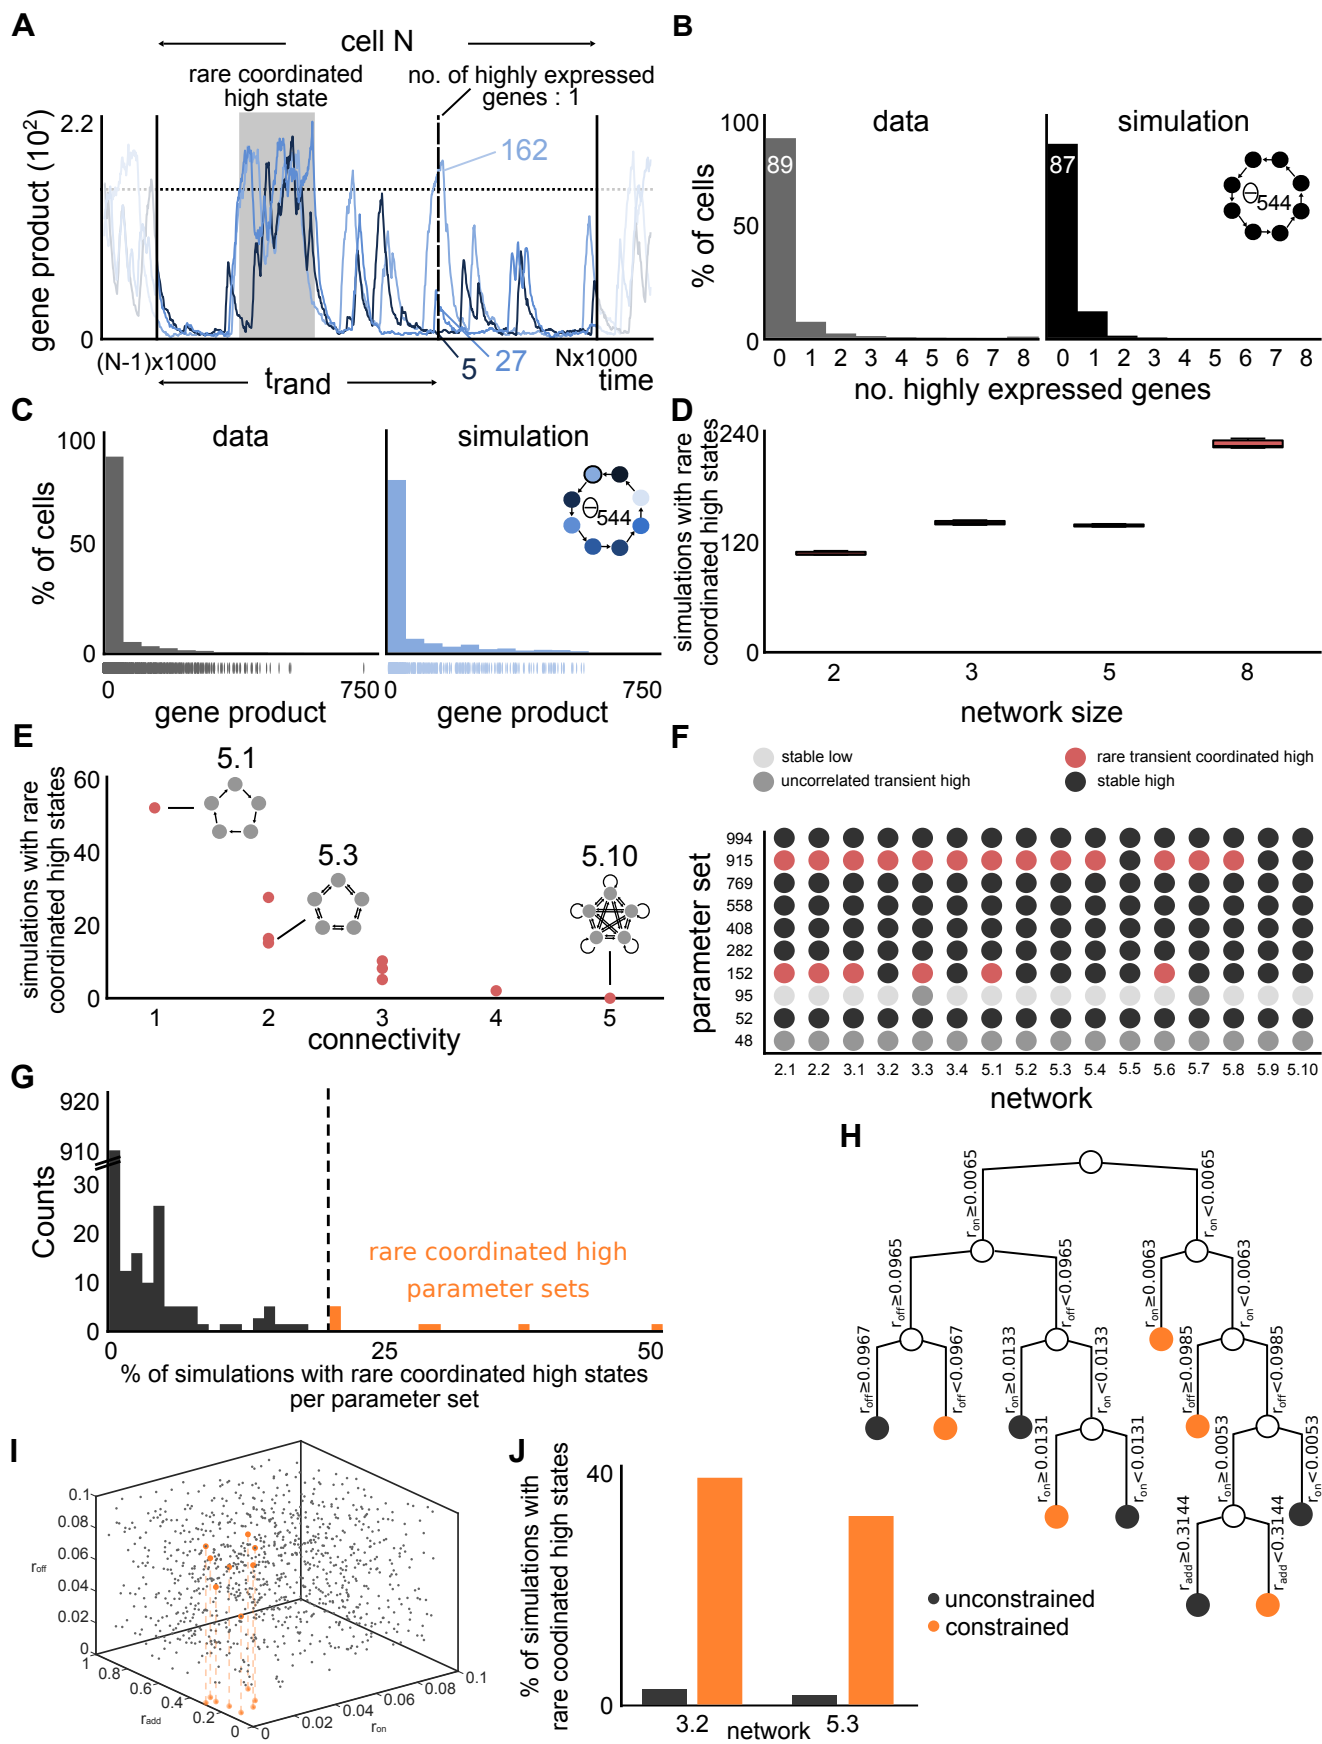 A
cell N
rare coordinated
high state
no. of highly expressed
genes : 1
gene product (10²)
2.2
0
162
5
27
(N-1)x1000
Nx1000
trand
time
B
data
simulation
% of cells
100
50
0
89
87
544
0 1 2 3 4 5 6 7 8
0 1 2 3 4 5 6 7 8
no. highly expressed genes
C
data
simulation
% of cells
100
50
0
544
0
750
0
750
gene product
gene product
D
simulations with rare
coordinated high states
240
120
0
2 3 5 8
network size
E
simulations with rare
coordinated high states
60
40
20
0
5.1
5.3
5.10
1 2 3 4 5
connectivity
F
stable low
rare transient coordinated high
uncorrelated transient high
stable high
parameter set
994
915
769
558
408
282
152
95
52
48
2.1 2.2 3.1 3.2 3.3 3.4 5.1 5.2 5.3 5.4 5.5 5.6 5.7 5.8 5.9 5.10
network
G
Counts
920
910
30
20
10
0
rare coordinated high
parameter sets
0 25 50
% of simulations with rare coordinated high states
per parameter set
H
ron≥0.0065
ron<0.0065
roff≥0.0965
roff<0.0965
ron≥0.0063
ron<0.0063
roff≥0.0967
roff<0.0967
ron≥0.0133
ron<0.0133
roff≥0.0985
roff<0.0985
ron≥0.0131
ron<0.0131
ron≥0.0053
ron<0.0053
radd≥0.3144
radd<0.3144
I
roff
0.1
0.08
0.06
0.04
0.02
0
1
0.8
0.6
0.4
0.2
0
radd
0
0.02
0.04
0.06
0.08
0.1
ron
J
% of simulations with
rare coodinated high states
40
0
3.2
5.3
network
unconstrained
constrained